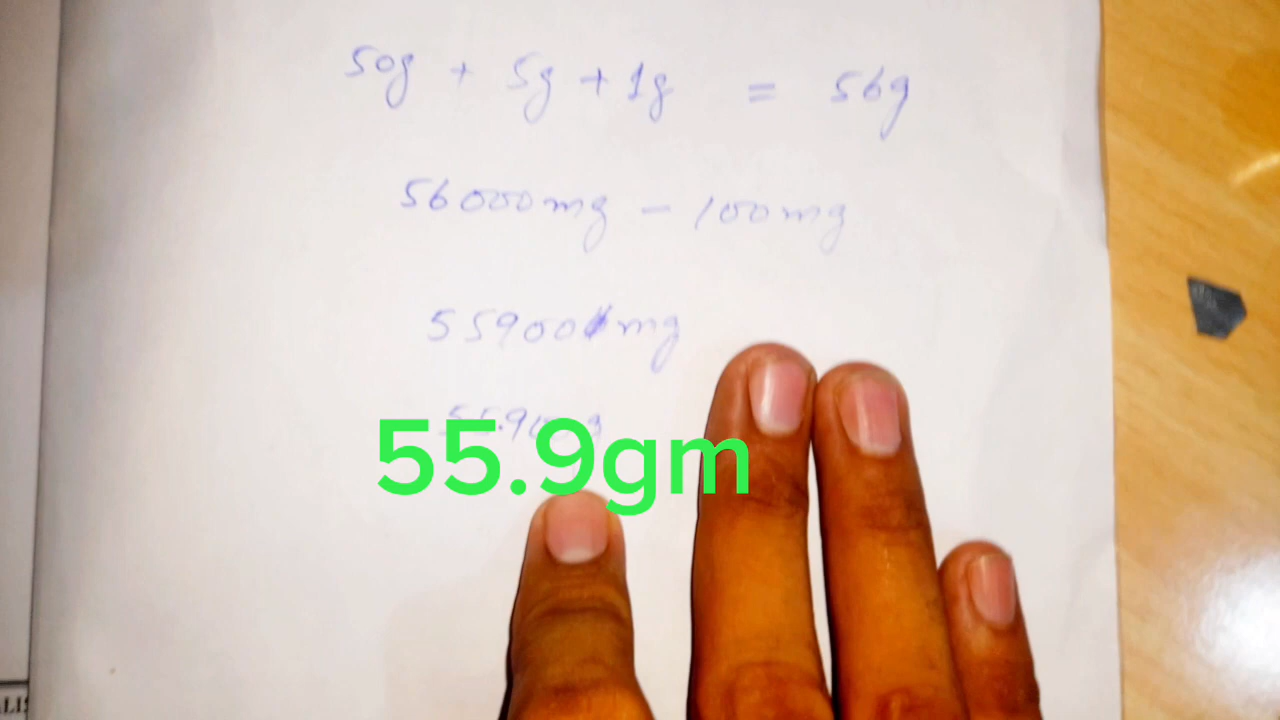 50g + 5g + 1g = 56g
56000mg - 100mg
55900mg
55.9gm